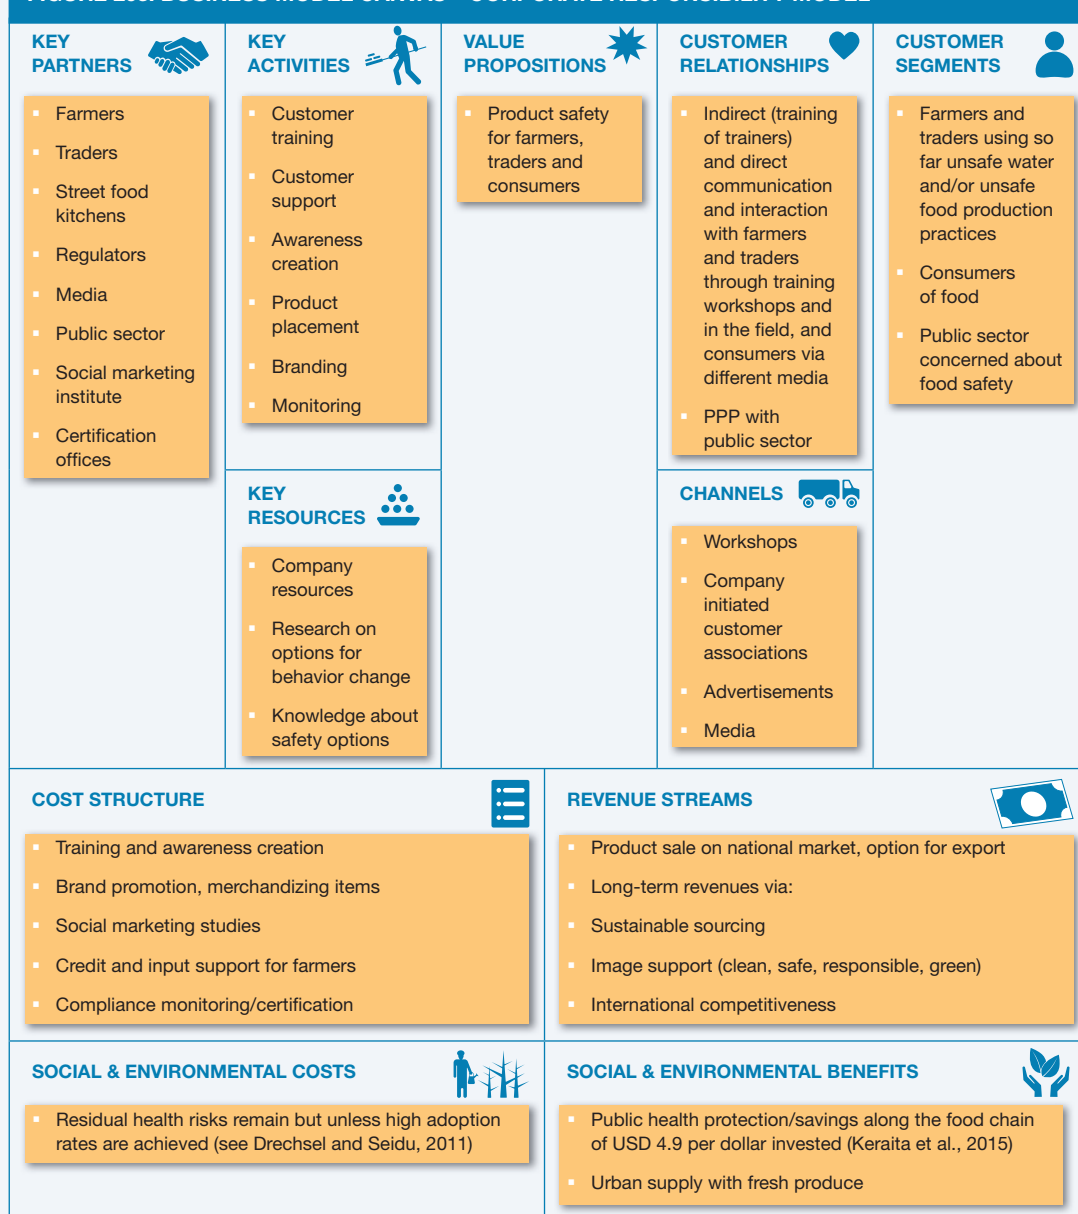 KEY
PARTNERS
Farmers
Traders
Street food
kitchens
Regulators
Media
Public sector
Social marketing
institute
Certification
offices
KEY
ACTIVITIES
Customer
training
Customer
support
Awareness
creation
Product
placement
Branding
Monitoring
KEY
RESOURCES
Company
resources
Research on
options for
behavior change
Knowledge about
safety options
VALUE
PROPOSITIONS
Product safety
for farmers,
traders and
consumers
CUSTOMER
RELATIONSHIPS
Indirect (training
of trainers)
and direct
communication
and interaction
with farmers
and traders
through training
workshops and
in the field, and
consumers via
different media
PPP with
public sector
CHANNELS
Workshops
Company
initiated
customer
associations
Advertisements
Media
CUSTOMER
SEGMENTS
Farmers and
traders using so
far unsafe water
and/or unsafe
food production
practices
Consumers
of food
Public sector
concerned about
food safety
COST STRUCTURE
Training and awareness creation
Brand promotion, merchandizing items
Social marketing studies
Credit and input support for farmers
Compliance monitoring/certification
REVENUE STREAMS
Product sale on national market, option for export
Long-term revenues via:
Sustainable sourcing
Image support (clean, safe, responsible, green)
International competitiveness
SOCIAL & ENVIRONMENTAL COSTS
Residual health risks remain but unless high adoption
rates are achieved (see Drechsel and Seidu, 2011)
SOCIAL & ENVIRONMENTAL BENEFITS
Public health protection/savings along the food chain
of USD 4.9 per dollar invested (Keraita et al., 2015)
Urban supply with fresh produce